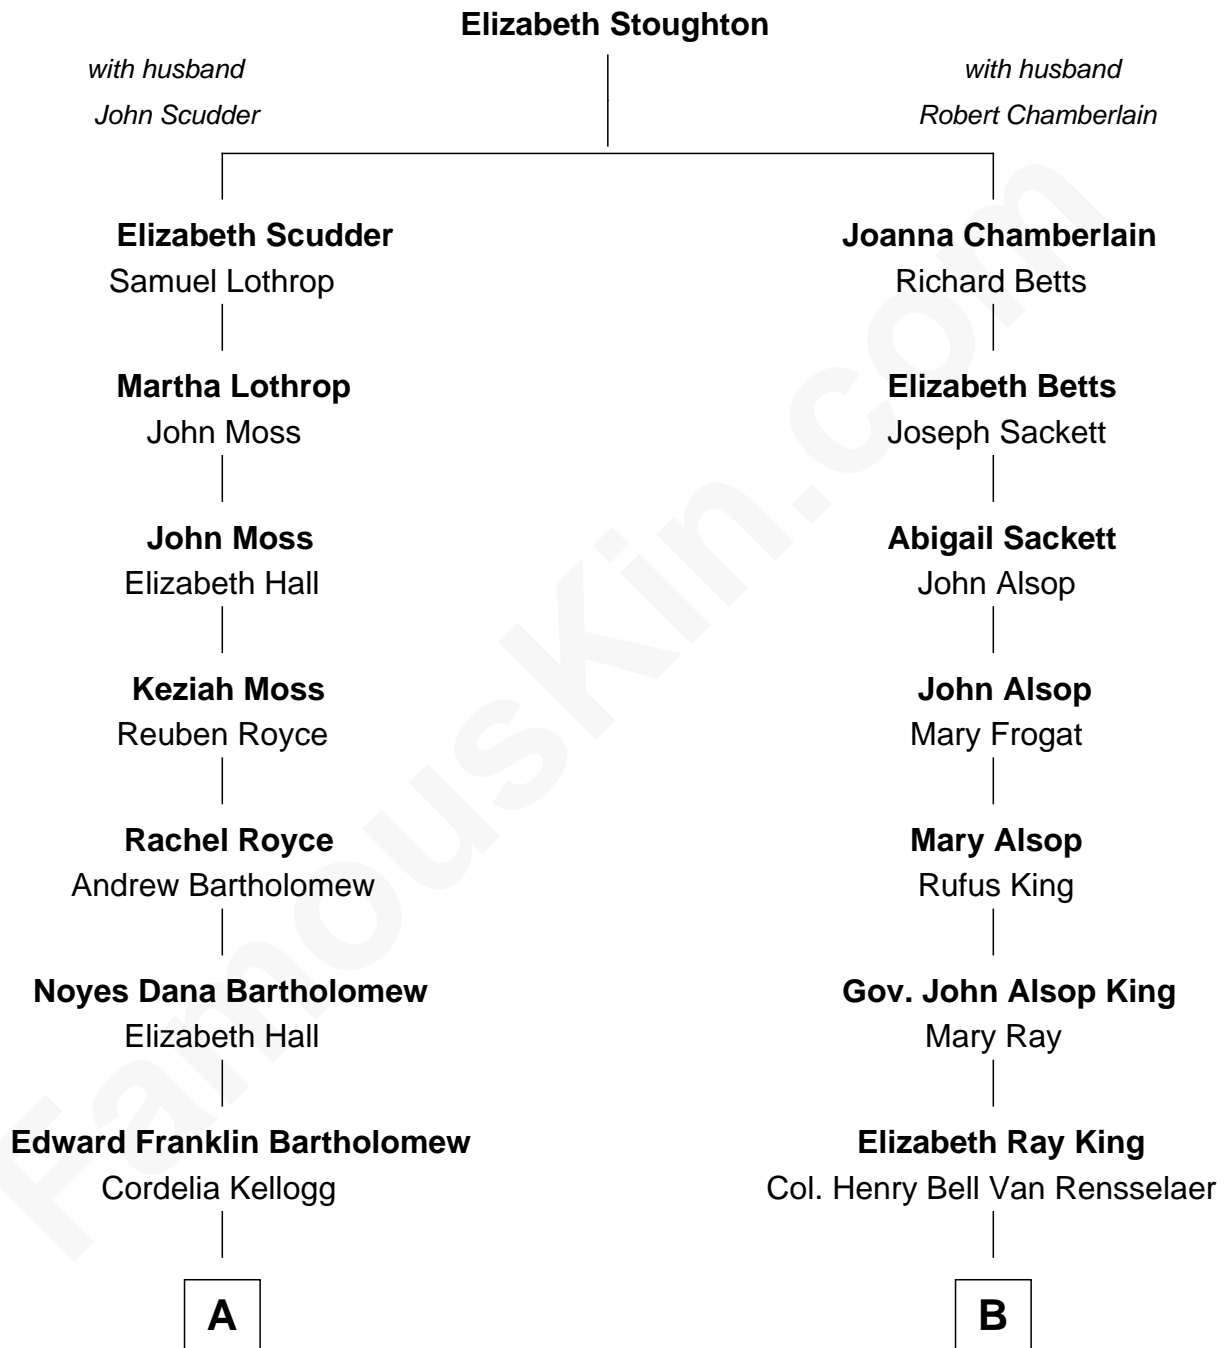 Elizabeth Stoughton
with husband
John Scudder
with husband
Robert Chamberlain
Elizabeth Scudder
Samuel Lothrop
Joanna Chamberlain
Richard Betts
Martha Lothrop
John Moss
Elizabeth Betts
Joseph Sackett
John Moss
Elizabeth Hall
Abigail Sackett
John Alsop
Keziah Moss
Reuben Royce
John Alsop
Mary Frogat
Rachel Royce
Andrew Bartholomew
Mary Alsop
Rufus King
Noyes Dana Bartholomew
Elizabeth Hall
Gov. John Alsop King
Mary Ray
Edward Franklin Bartholomew
Cordelia Kellogg
Elizabeth Ray King
Col. Henry Bell Van Rensselaer
A
B
FamousKin.com